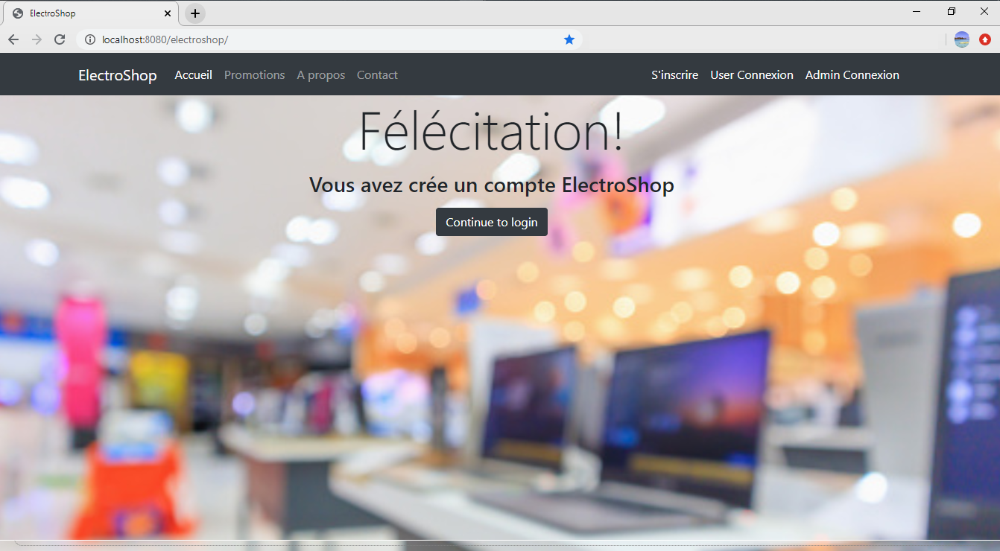 ElectroShop
localhost:8080/electroshop/
ElectroShop Accueil Promotions A propos Contact S'inscrire User Connexion Admin Connexion
Félécitation!
Vous avez crée un compte ElectroShop
Continue to login